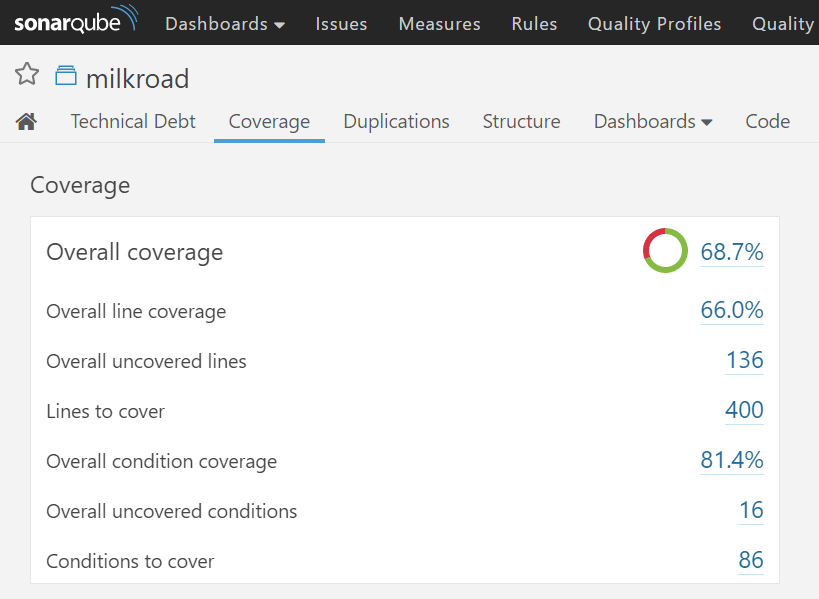 sonarqube Dashboards Issues Measures Rules Quality Profiles Quality
milkroad
Technical Debt Coverage Duplications Structure Dashboards Code
Coverage
Overall coverage 68.7%
Overall line coverage 66.0%
Overall uncovered lines 136
Lines to cover 400
Overall condition coverage 81.4%
Overall uncovered conditions 16
Conditions to cover 86